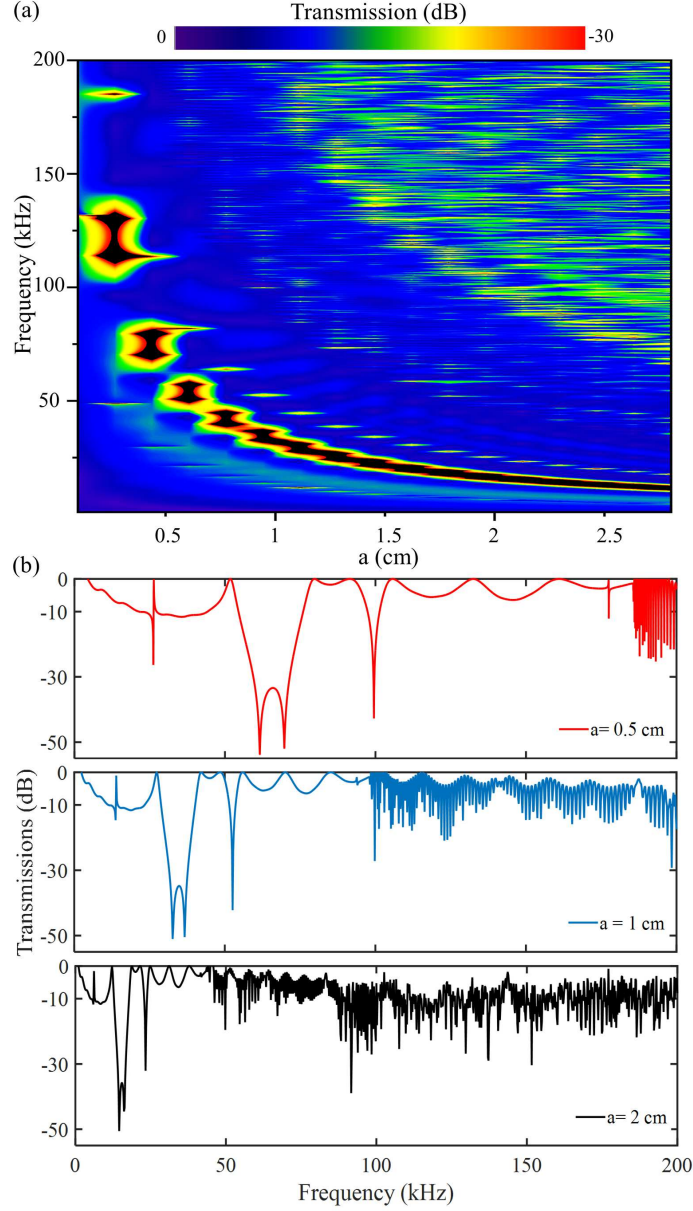 (a)
Transmission (dB)
0
-30
200
150
100
50
Frequency (kHz)
0.5
1
1.5
2
2.5
a (cm)
(b)
0
-10
-30
-50
a= 0.5 cm
0
-10
-30
-50
a = 1 cm
Transmissions (dB)
0
-10
-30
-50
a= 2 cm
0
50
100
150
200
Frequency (kHz)